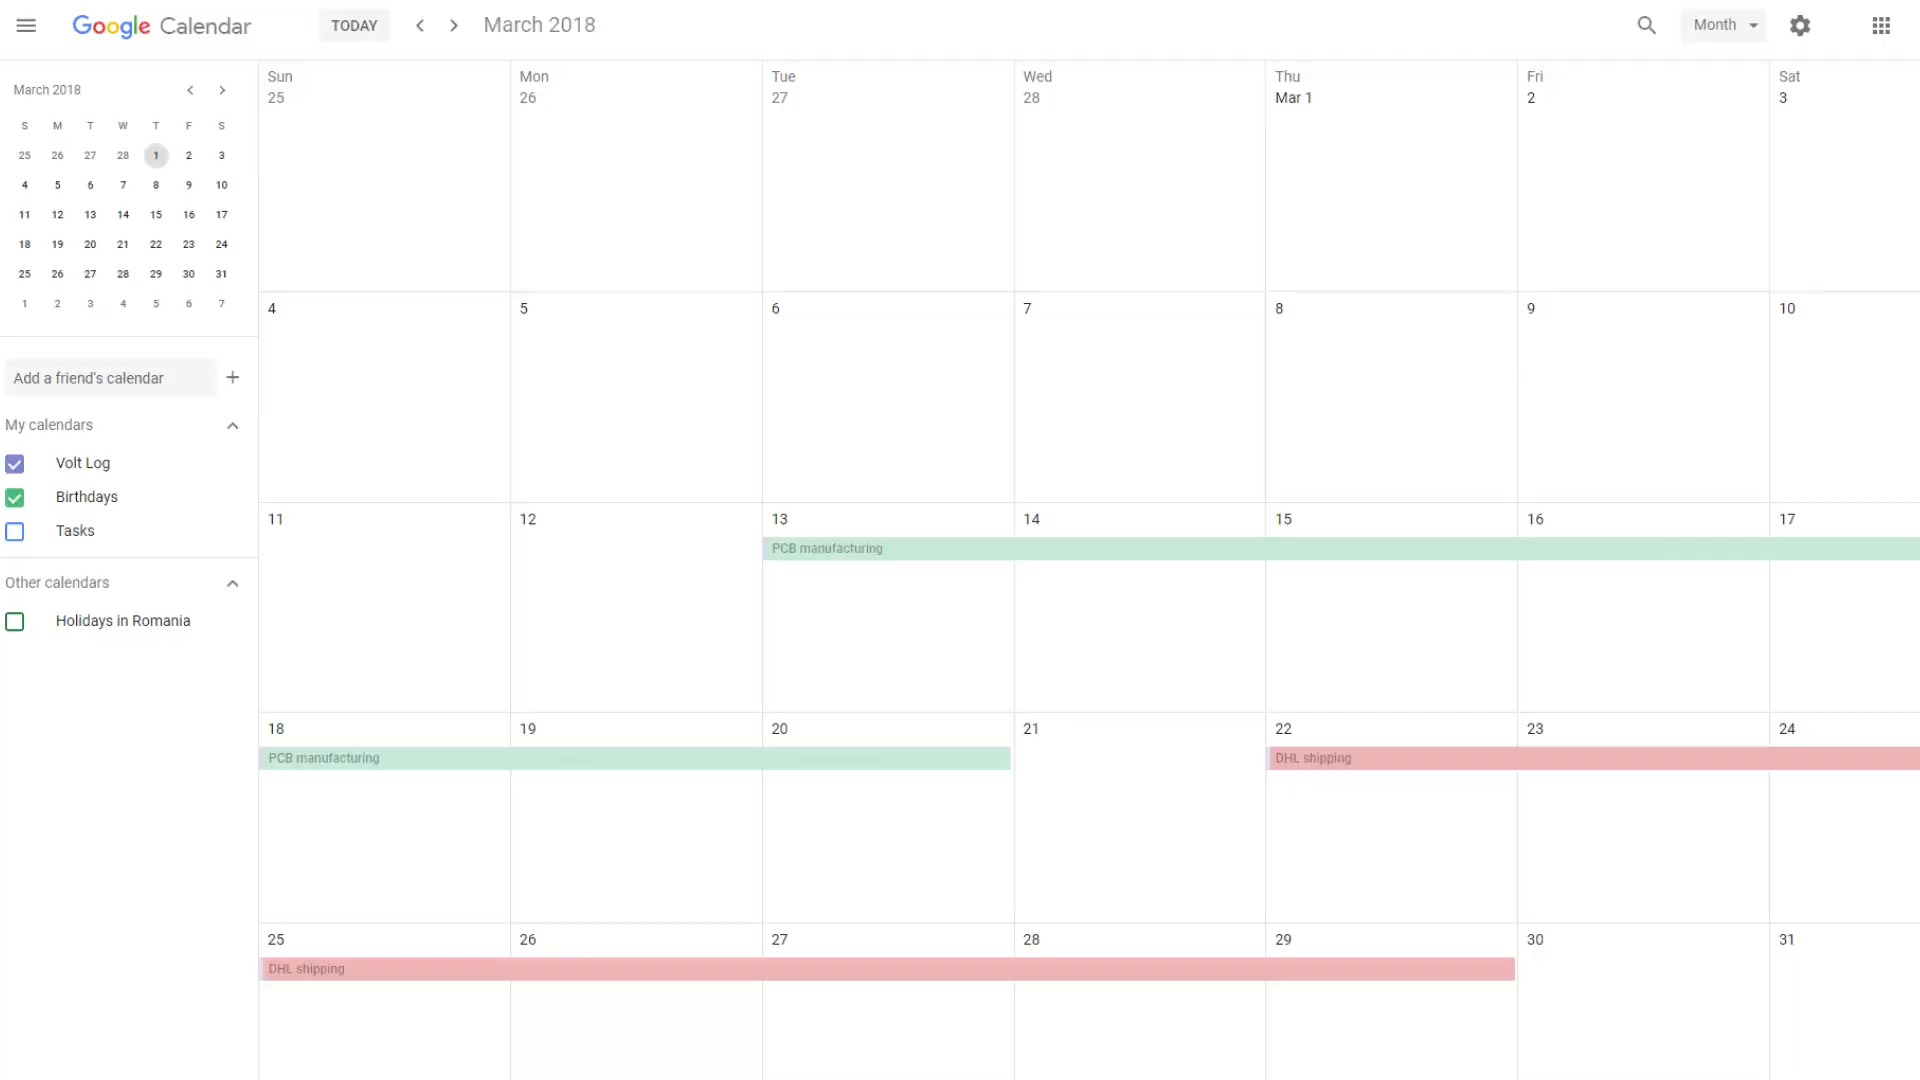 Google Calendar
TODAY
March 2018
Month
March 2018
S M T W T F S
25 26 27 28 1 2 3
4 5 6 7 8 9 10
11 12 13 14 15 16 17
18 19 20 21 22 23 24
25 26 27 28 29 30 31
1 2 3 4 5 6 7
Add a friend's calendar
My calendars
Volt Log
Birthdays
Tasks
Other calendars
Holidays in Romania
Sun Mon Tue Wed Thu Fri Sat
25 26 27 28 Mar 1 2 3
4 5 6 7 8 9 10
11 12 13 14 15 16 17
PCB manufacturing
18 19 20 21 22 23 24
PCB manufacturing DHL shipping
25 26 27 28 29 30 31
DHL shipping